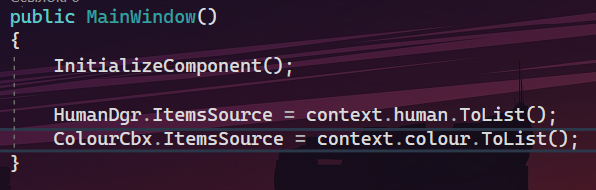 public MainWindow()
{
InitializeComponent();
HumanDgr.ItemsSource = context.human.ToList();
ColourCbx.ItemsSource = context.colour.ToList();
}